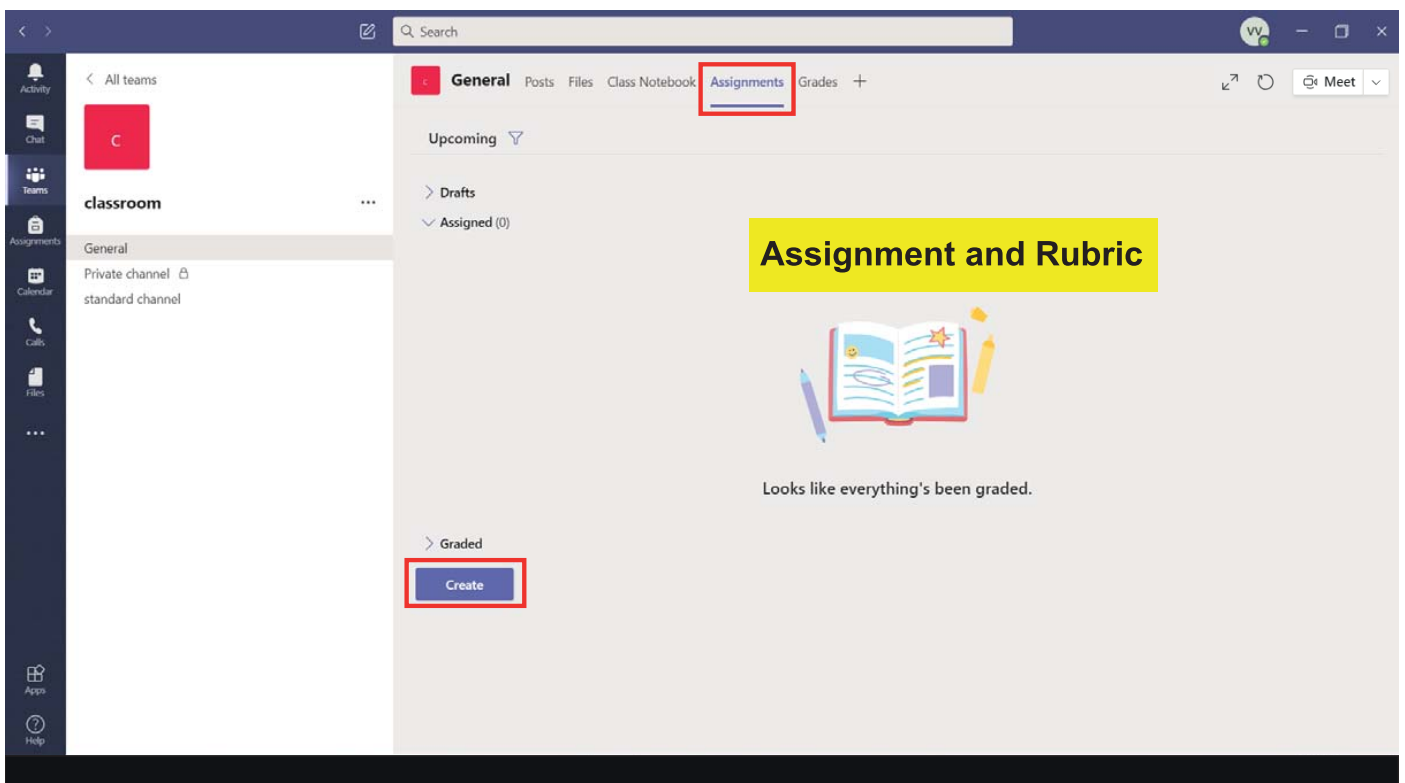 Search
VV
Activity
Chat
Teams
Assignments
Calendar
Calls
Files
Apps
Help
All teams
C
classroom
General
Private channel
standard channel
c
General Posts Files Class Notebook Assignments Grades
Meet
Upcoming
Drafts
Assigned (0)
Assignment and Rubric
Looks like everything's been graded.
Graded
Create